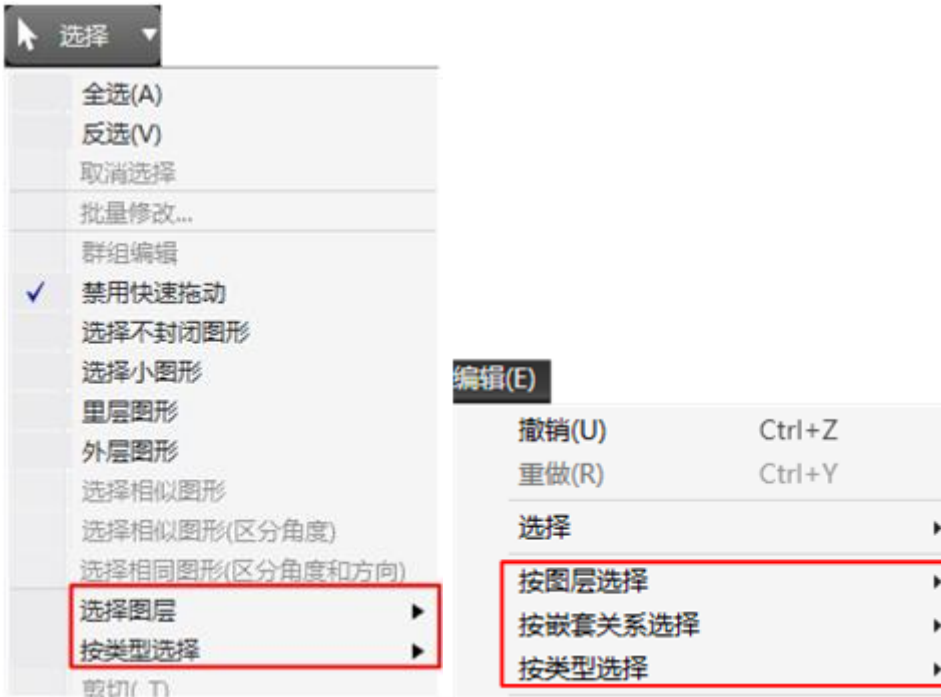 选择
全选(A)
反选(V)
取消选择
批量修改...
群组编辑
禁用快速拖动
选择不封闭图形
选择小图形
里层图形
外层图形
选择相似图形
选择相似图形(区分角度)
选择相同图形(区分角度和方向)
选择图层
按类型选择
剪切( T)
编辑(E)
撤销(U) Ctrl+Z
重做(R) Ctrl+Y
选择
按图层选择
按嵌套关系选择
按类型选择